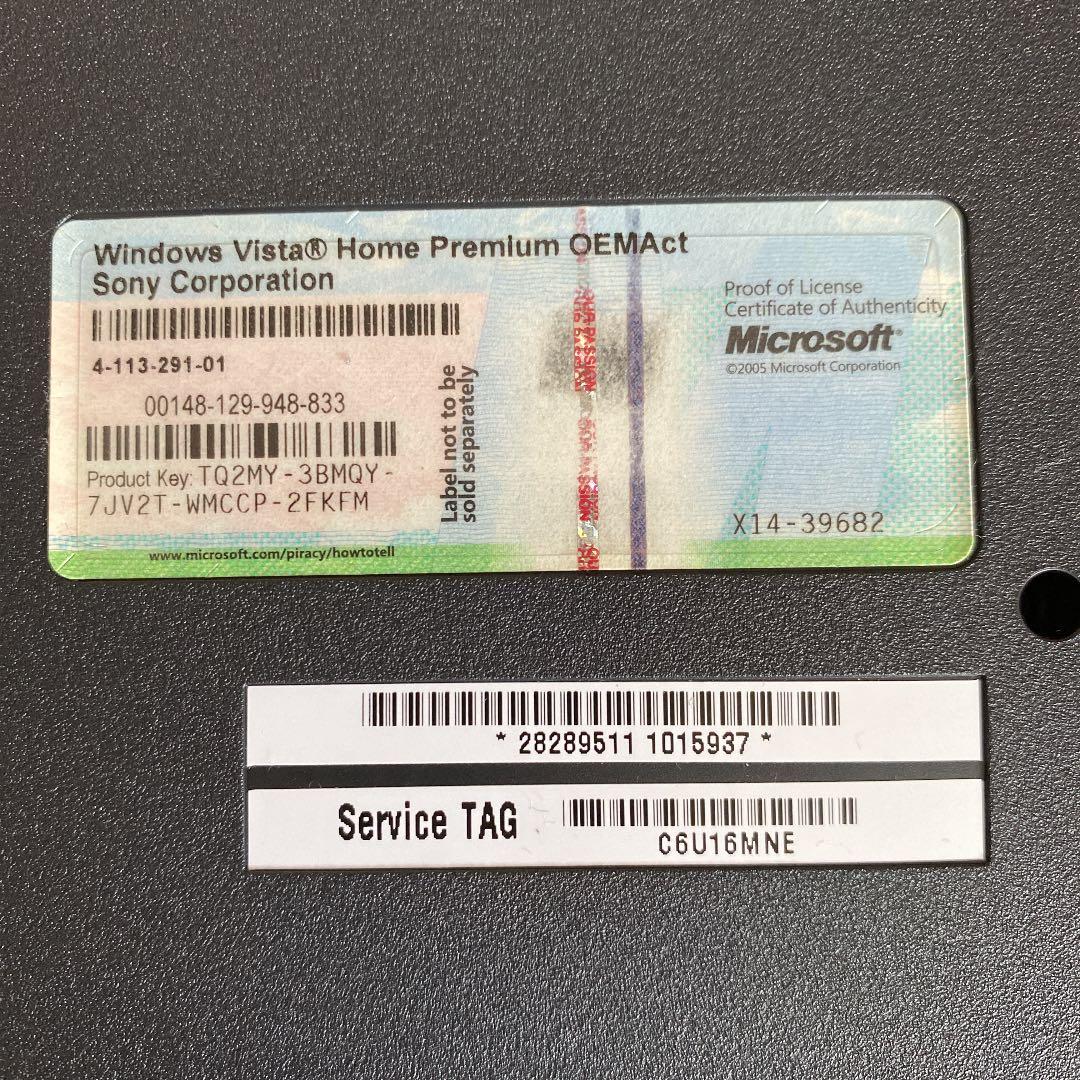 Windows Vista® Home Premium OEMAct
Sony Corporation
4-113-291-01
00148-129-948-833
Product Key: TQ2MY-3BMQY-
7JV2T-WMCCP-2FKFM
www.microsoft.com/piracy/howtotell
Label not to be
sold separately
Proof of License
Certificate of Authenticity
Microsoft®
©2005 Microsoft Corporation
X14-39682
* 28289511 1015937 *
Service TAG
C6U16MNE